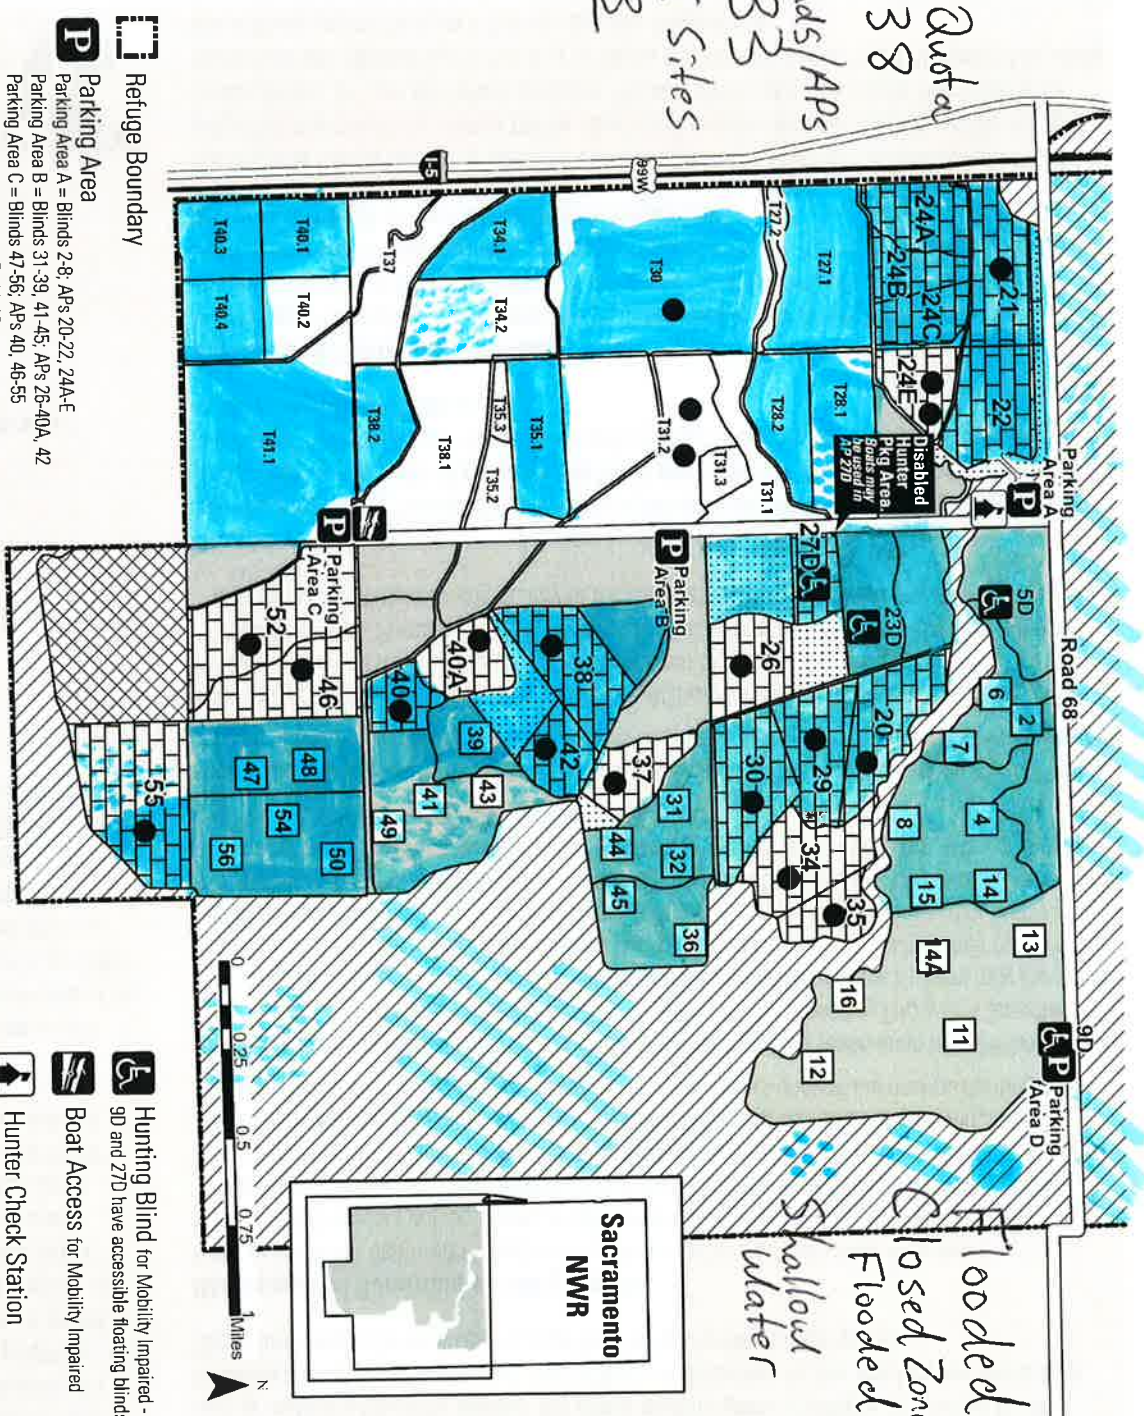 Quota
38
ds/APs
33
Sites
Flooded
Closed Zone
Flooded
Shallow
Water
Road 68
Parking
Area A
P
5D
6
2
7
4
8
14
15
13
14A
16
11
12
9D
P
Parking
Area D
21
22
24A
24B
24C
24E
Disabled
Hunter
Pkg Area.
Boats may
be used in
AP 27D
23D
27D
20
26
29
30
34
35
T27.1
T27.2
T28.1
T28.2
99W
I-5
T30
T31.1
T31.2
T31.3
P
Parking
Area B
31
32
36
37
38
42
44
45
T34.1
T34.2
T35.1
T35.2
T35.3
39
40
40A
41
43
49
T37
T38.1
T38.2
P
Parking
Area C
T40.1
T40.2
T40.3
T40.4
T41.1
46
52
47
48
50
54
56
55
0 0.25 0.5 0.75 1 Miles
N
Sacramento
NWR
Refuge Boundary
P Parking Area
Parking Area A = Blinds 2-8; APs 20-22, 24A-E
Parking Area B = Blinds 31-39, 41-45; APs 26-40A, 42
Parking Area C = Blinds 47-56; APs 40, 46-55
Hunting Blind for Mobility Impaired -
9D and 27D have accessible floating blinds
Boat Access for Mobility Impaired
Hunter Check Station